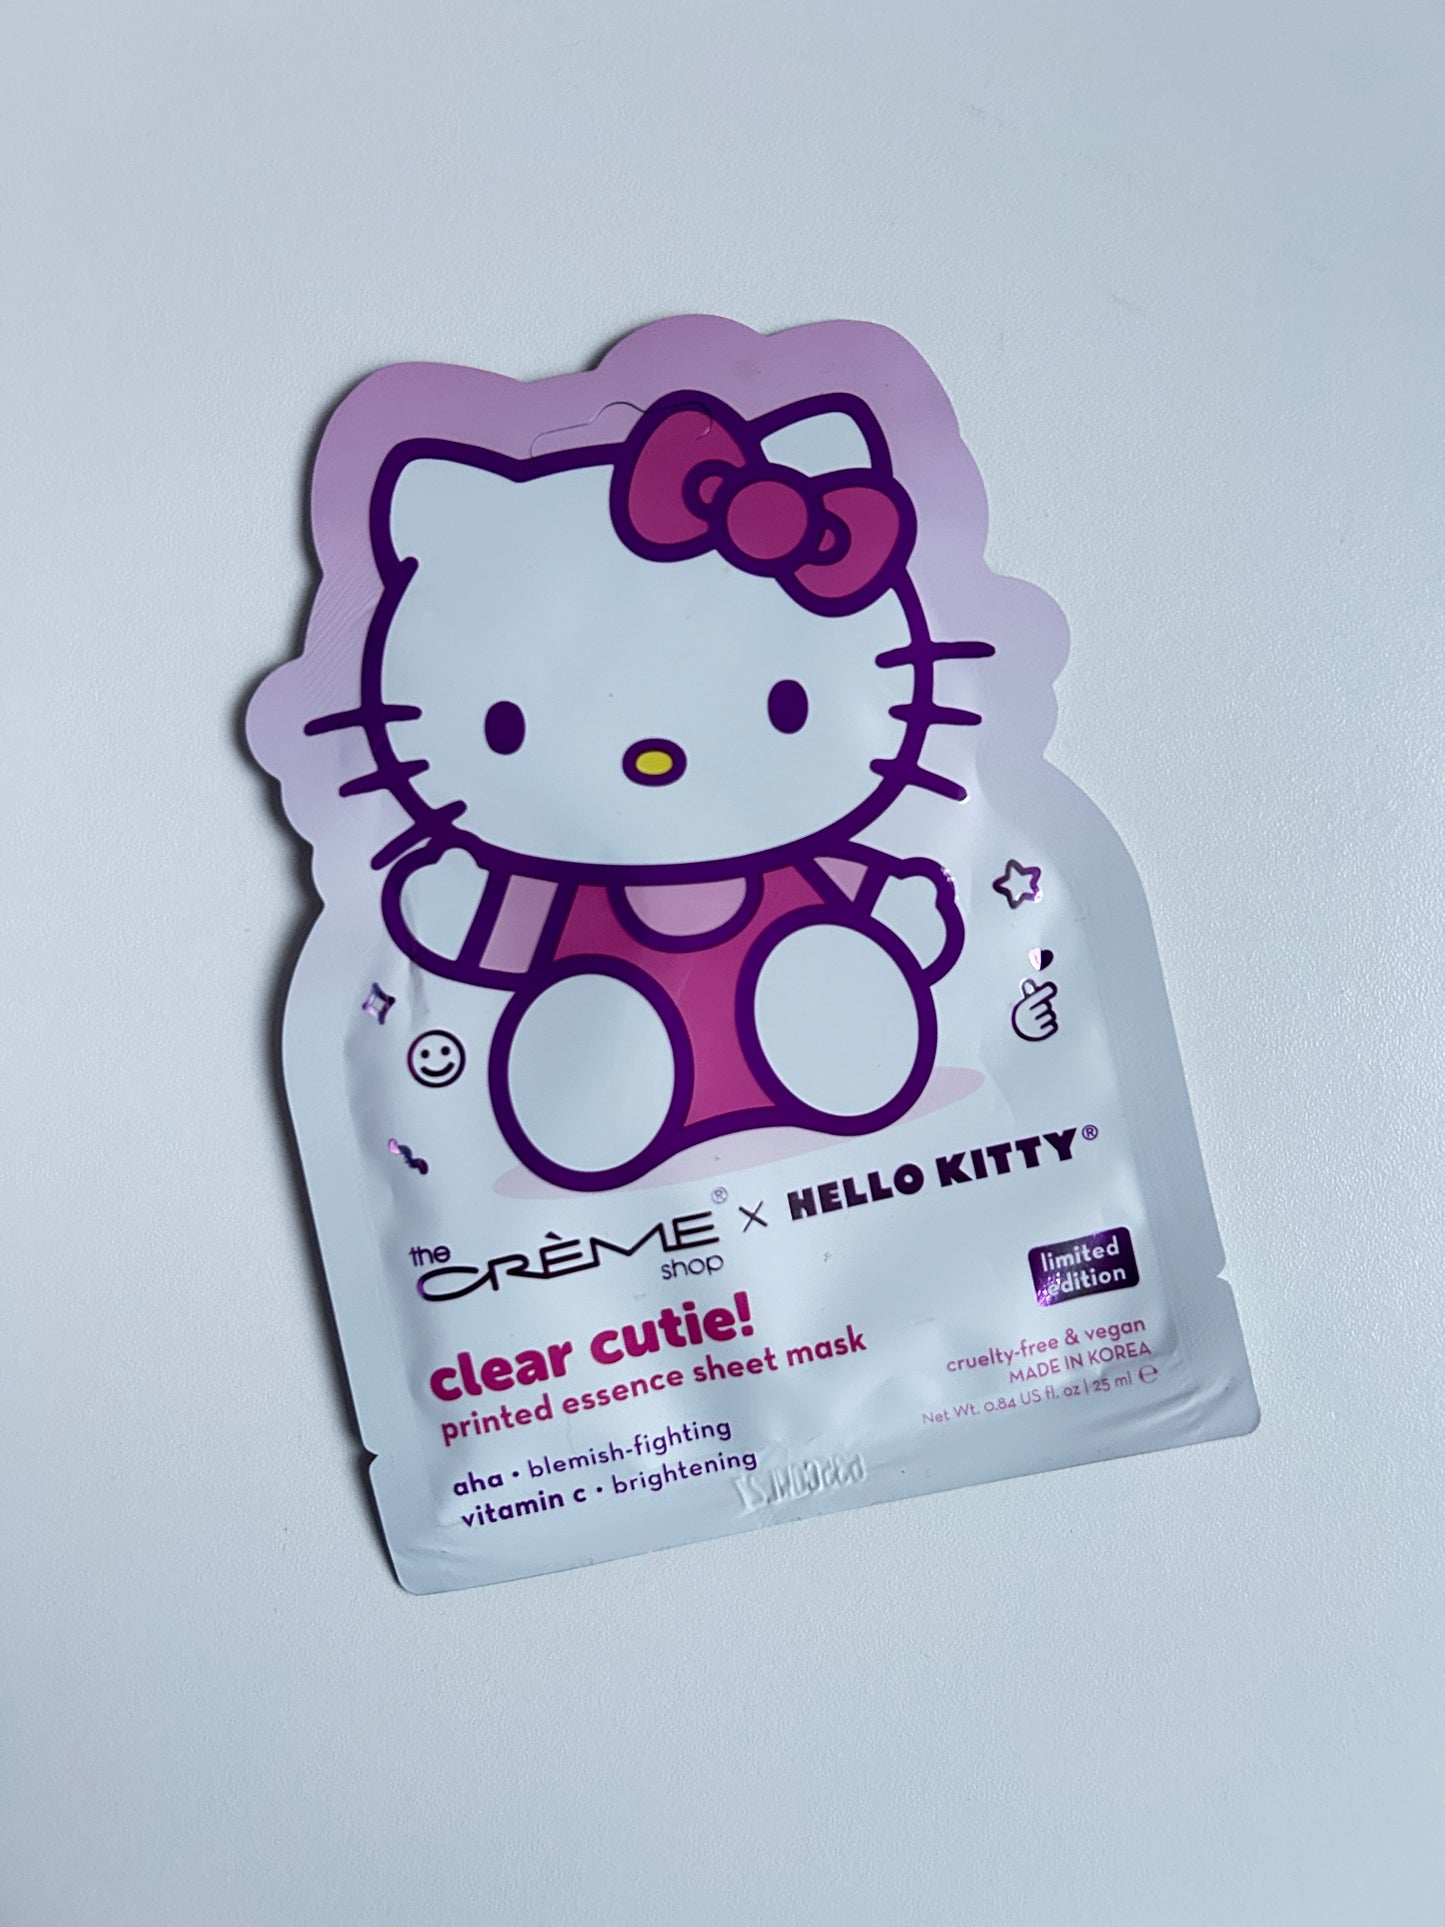 the CRÈME® shop × HELLO KITTY®
limited
edition
clear cutie!
printed essence sheet mask
aha • blemish-fighting
vitamin c • brightening
cruelty-free & vegan
MADE IN KOREA
Net Wt. 0.84 US fl. oz | 25 ml ℮